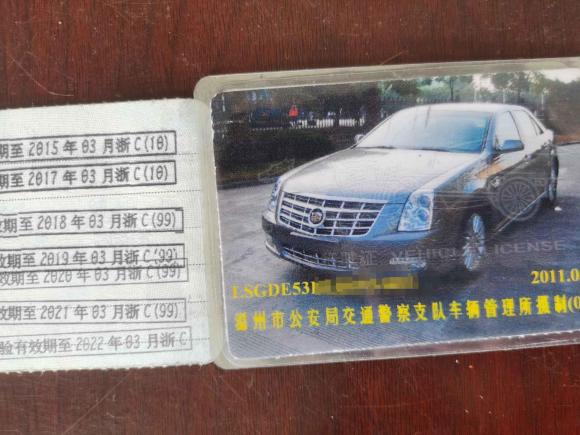 期至 2015 年 03 月浙 C(10)
期至 2017 年 03 月浙 C(10)
效期至 2018 年 03 月浙 C(99)
效期至 2019 年 03 月浙 C(99)
效期至 2020 年 03 月浙 C(99)
效期至 2021 年 03 月浙 C(99)
验有效期至 2022 年 03 月浙 C
VEHICLE LICENSE
LSGDE53
2011.0
温州市公安局交通警察支队车辆管理所摄制(0